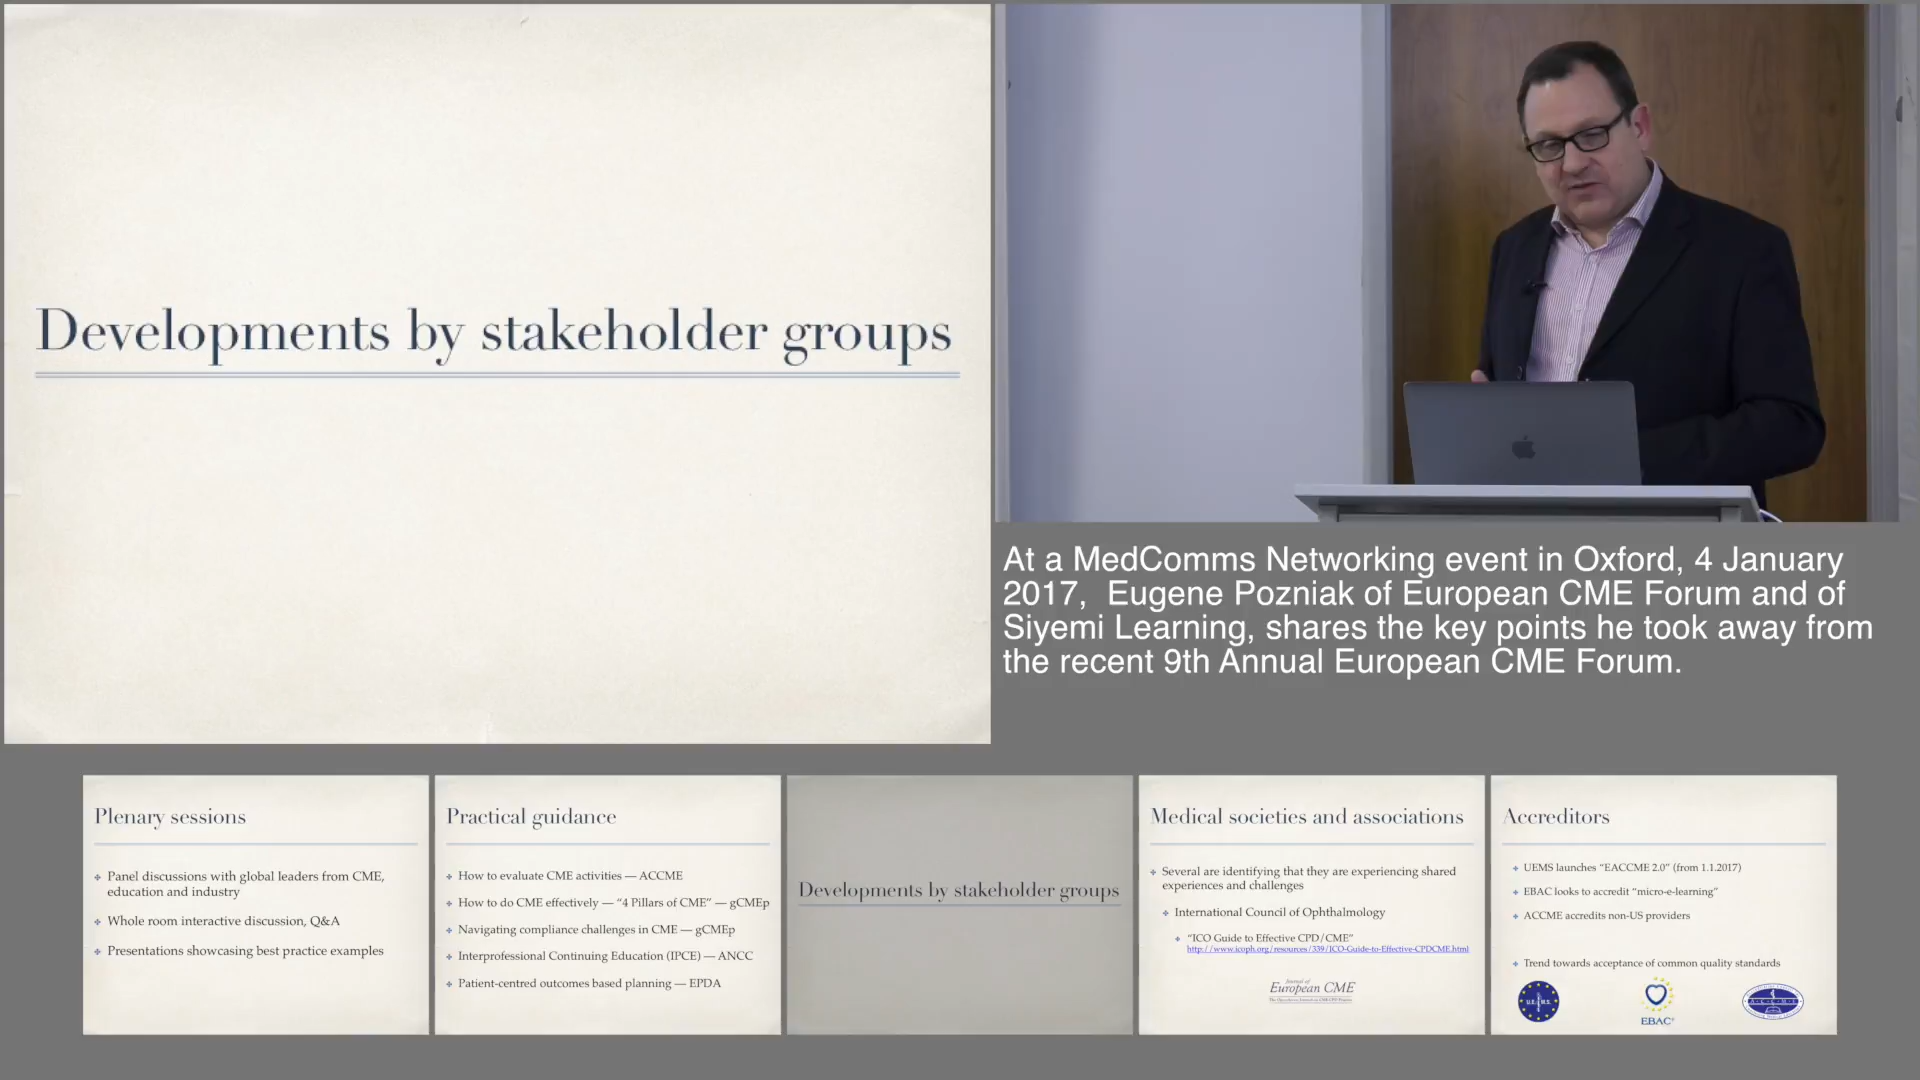 Developments by stakeholder groups
At a MedComms Networking event in Oxford, 4 January
2017, Eugene Pozniak of European CME Forum and of
Siyemi Learning, shares the key points he took away from
the recent 9th Annual European CME Forum.
Plenary sessions
Panel discussions with global leaders from CME,
education and industry
Whole room interactive discussion, Q&A
Presentations showcasing best practice examples
Practical guidance
How to evaluate CME activities — ACCME
How to do CME effectively — “4 Pillars of CME” — gCMEp
Navigating compliance challenges in CME — gCMEp
Interprofessional Continuing Education (IPCE) — ANCC
Patient-centred outcomes based planning — EPDA
Developments by stakeholder groups
Medical societies and associations
Several are identifying that they are experiencing shared
experiences and challenges
International Council of Ophthalmology
“ICO Guide to Effective CPD/CME”
http://www.icoph.org/resources/339/ICO-Guide-to-Effective-CPDCME.html
Journal of
European CME
Accreditors
UEMS launches “EACCME 2.0” (from 1.1.2017)
EBAC looks to accredit “micro-e-learning”
ACCME accredits non-US providers
Trend towards acceptance of common quality standards
U.E.M.S.
EBAC